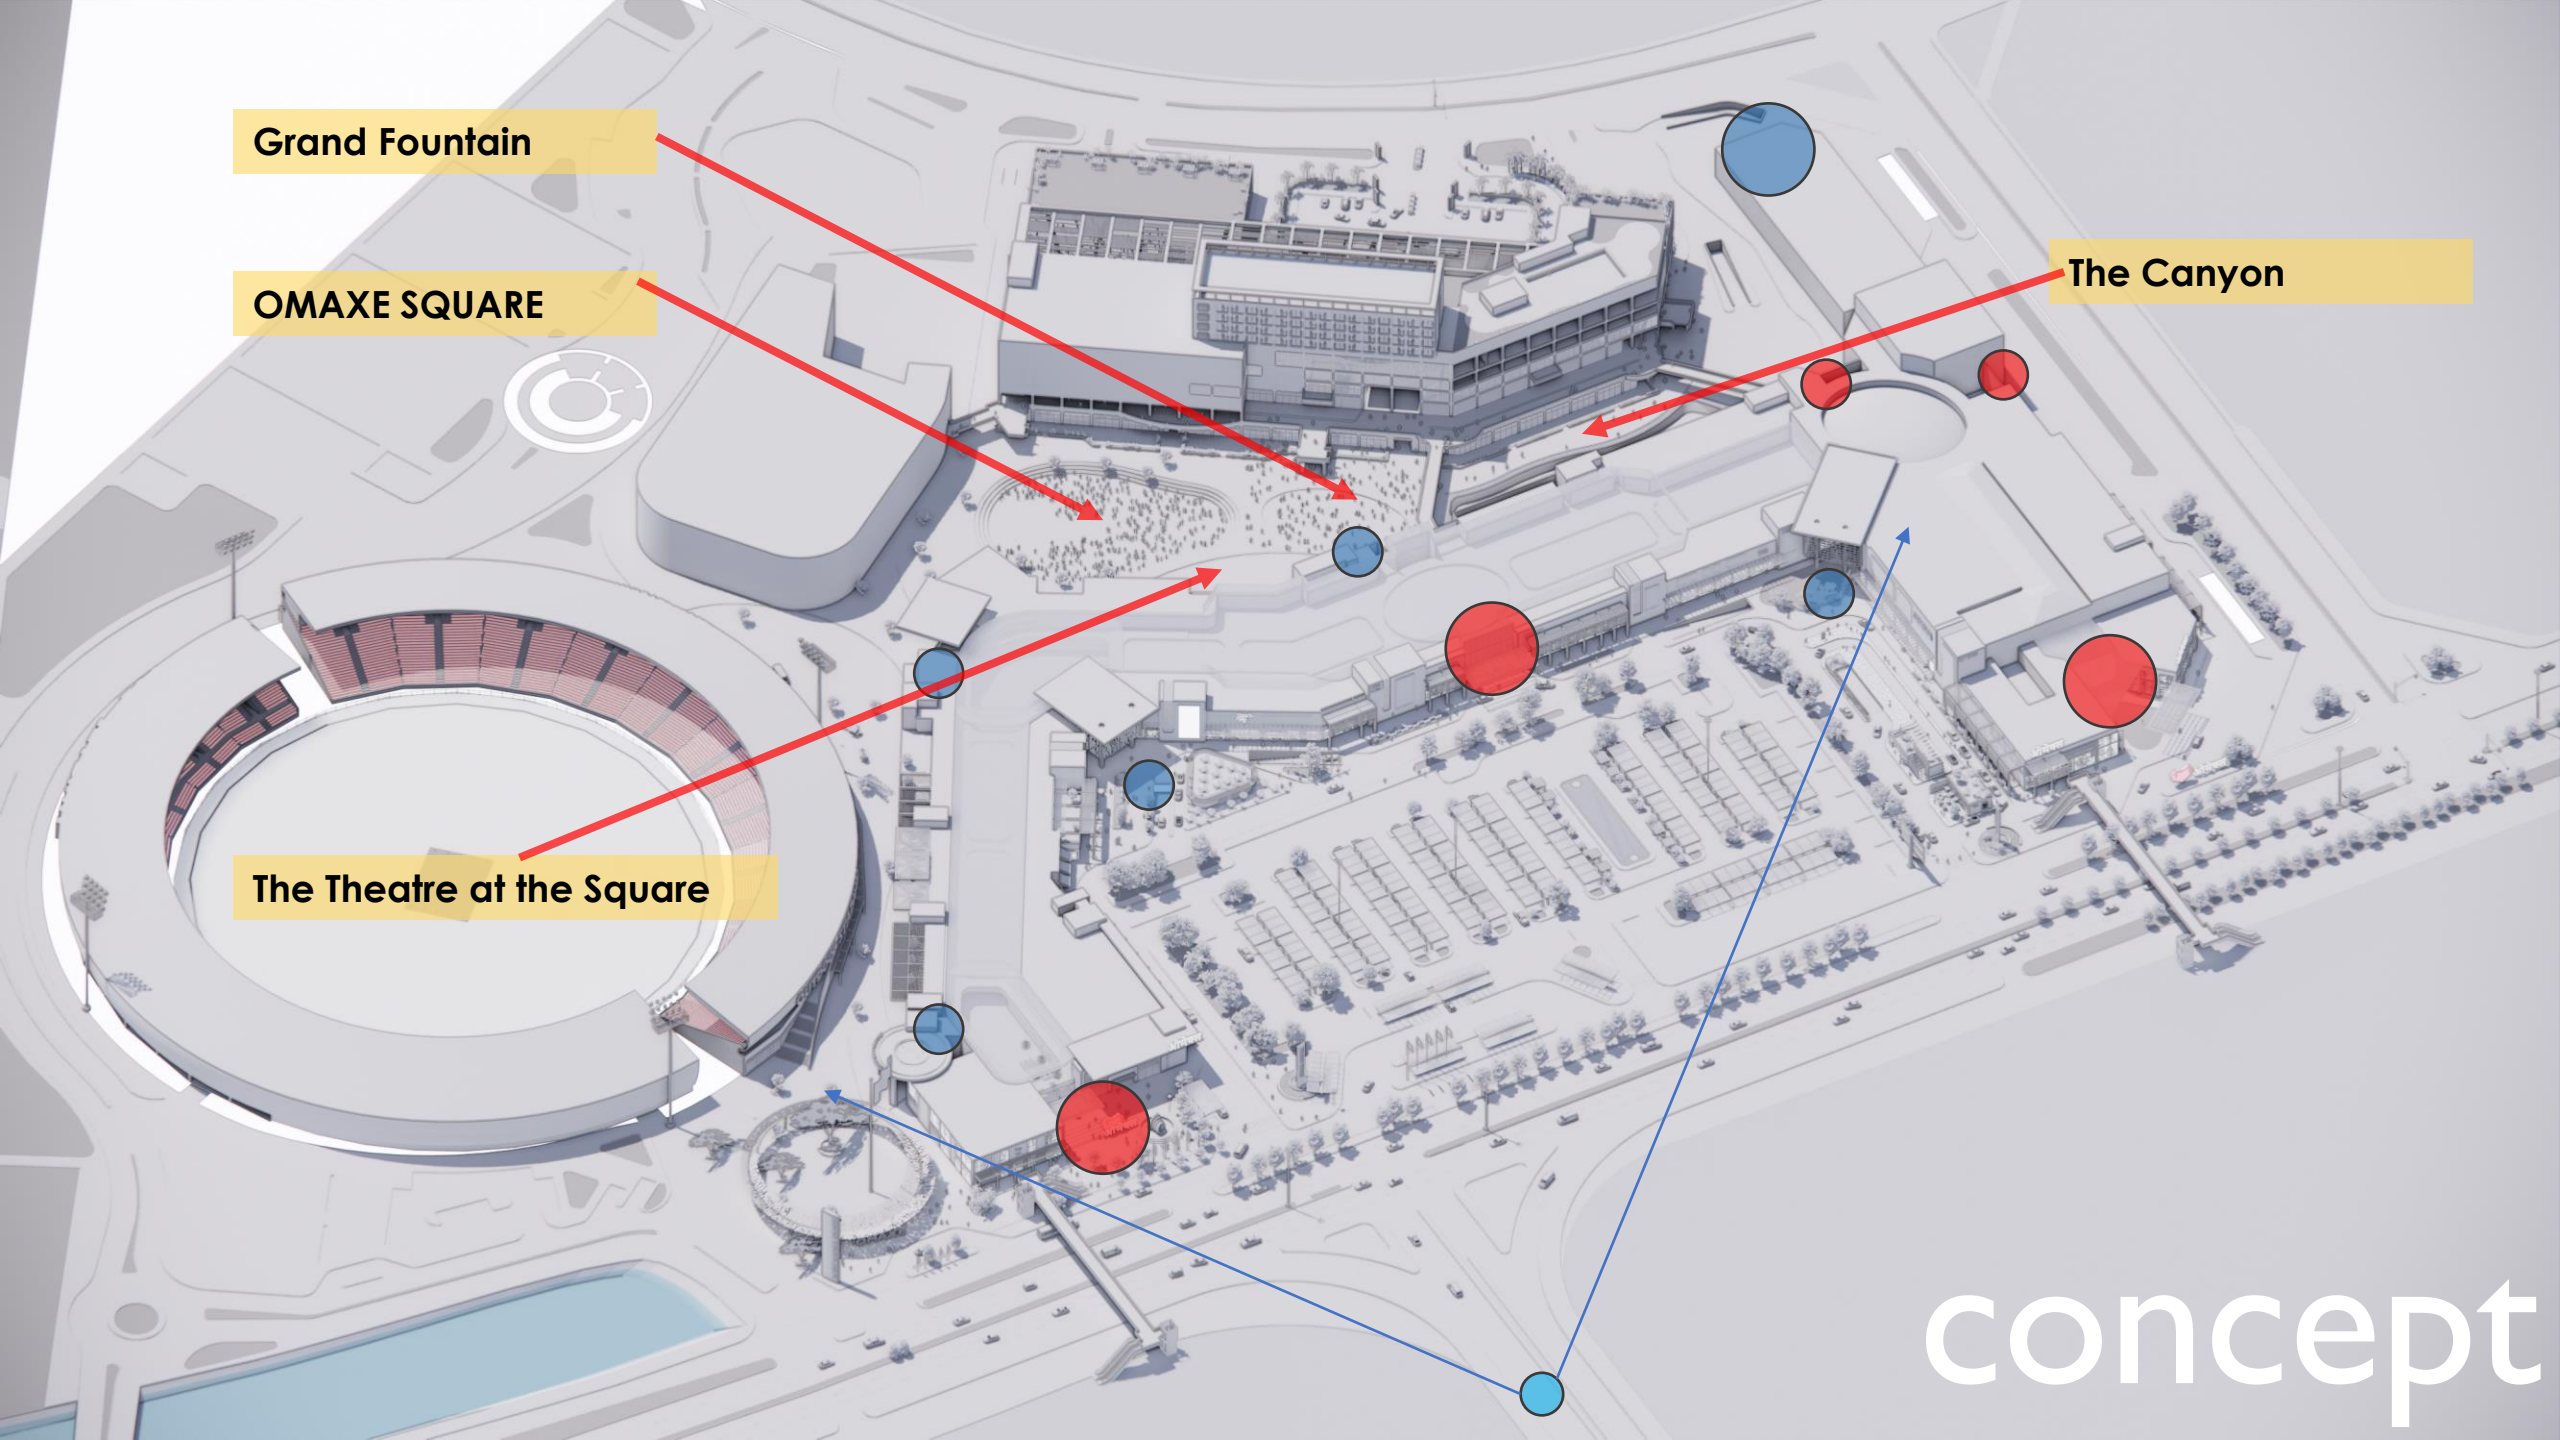 Grand Fountain
The Canyon
OMAXE SQUARE
The Theatre at the Square
concept